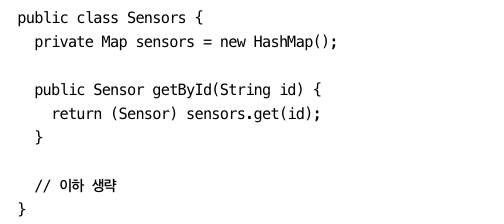 public class Sensors {
  private Map sensors = new HashMap();

  public Sensor getById(String id) {
    return (Sensor) sensors.get(id);
  }

  // 이하 생략
}